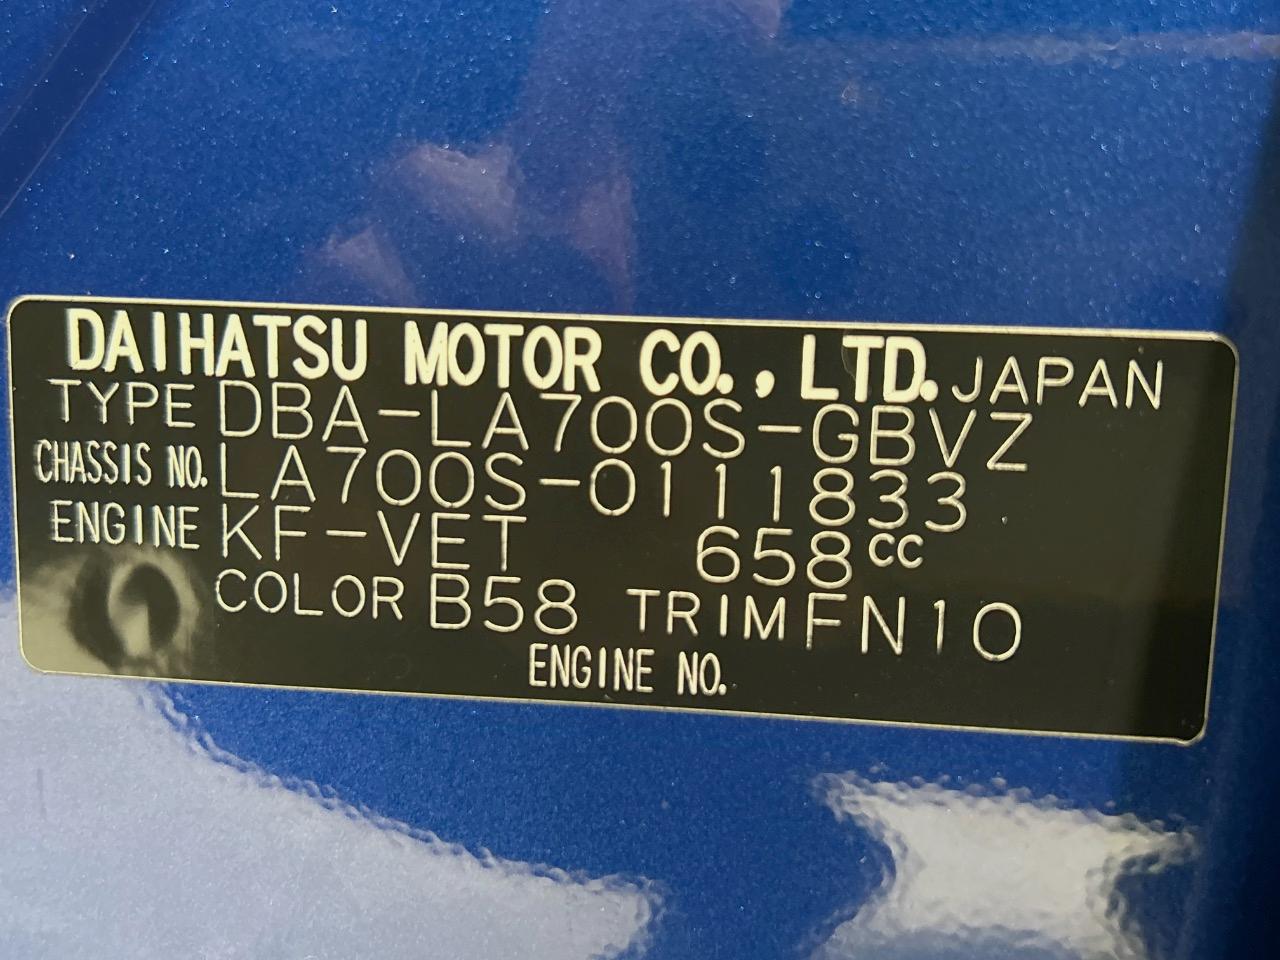 DAIHATSU MOTOR CO., LTD. JAPAN
TYPE DBA-LA700S-GBVZ
CHASSIS NO. LA700S-0111833
ENGINE KF-VET 658cc
COLOR B58 TRIM FN10
ENGINE NO.